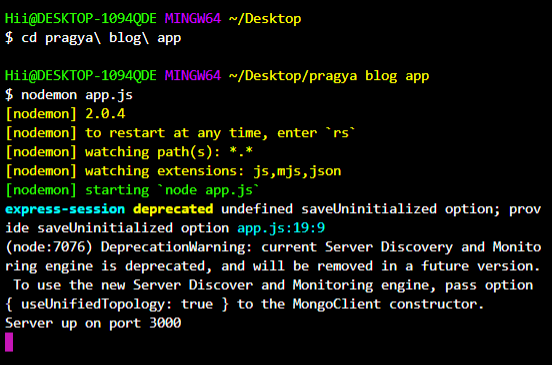 Hii@DESKTOP-1094QDE MINGW64 ~/Desktop
$ cd pragya\ blog\ app
Hii@DESKTOP-1094QDE MINGW64 ~/Desktop/pragya blog app
$ nodemon app.js
[nodemon] 2.0.4
[nodemon] to restart at any time, enter `rs`
[nodemon] watching path(s): *.*
[nodemon] watching extensions: js,mjs,json
[nodemon] starting `node app.js`
express-session deprecated undefined saveUninitialized option; prov
ide saveUninitialized option app.js:19:9
(node:7076) DeprecationWarning: current Server Discovery and Monito
ring engine is deprecated, and will be removed in a future version.
 To use the new Server Discover and Monitoring engine, pass option
{ useUnifiedTopology: true } to the MongoClient constructor.
Server up on port 3000